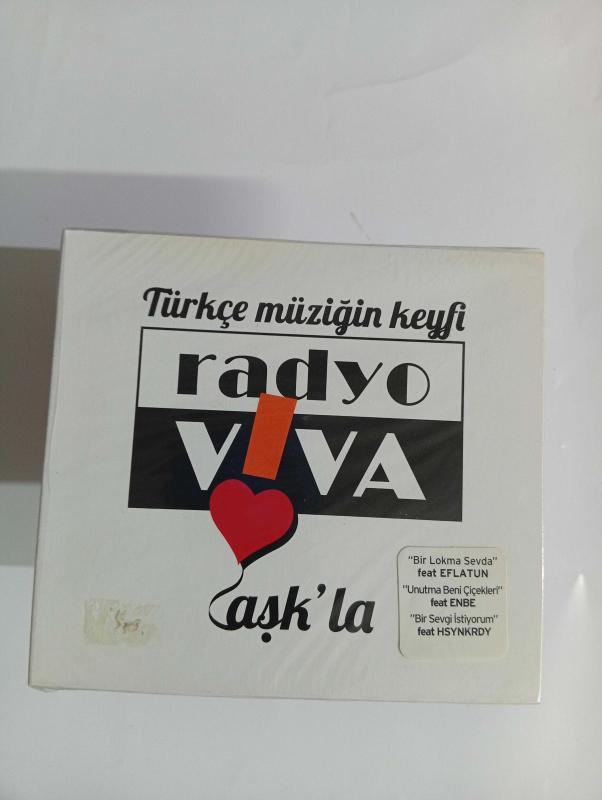 Türkçe müziğin keyfi
radyo
VIVA
aşk'la
"Bir Lokma Sevda"
feat EFLATUN
"Unutma Beni Çiçekleri"
feat ENBE
"Bir Sevgi İstiyorum"
feat HSYNKRDY